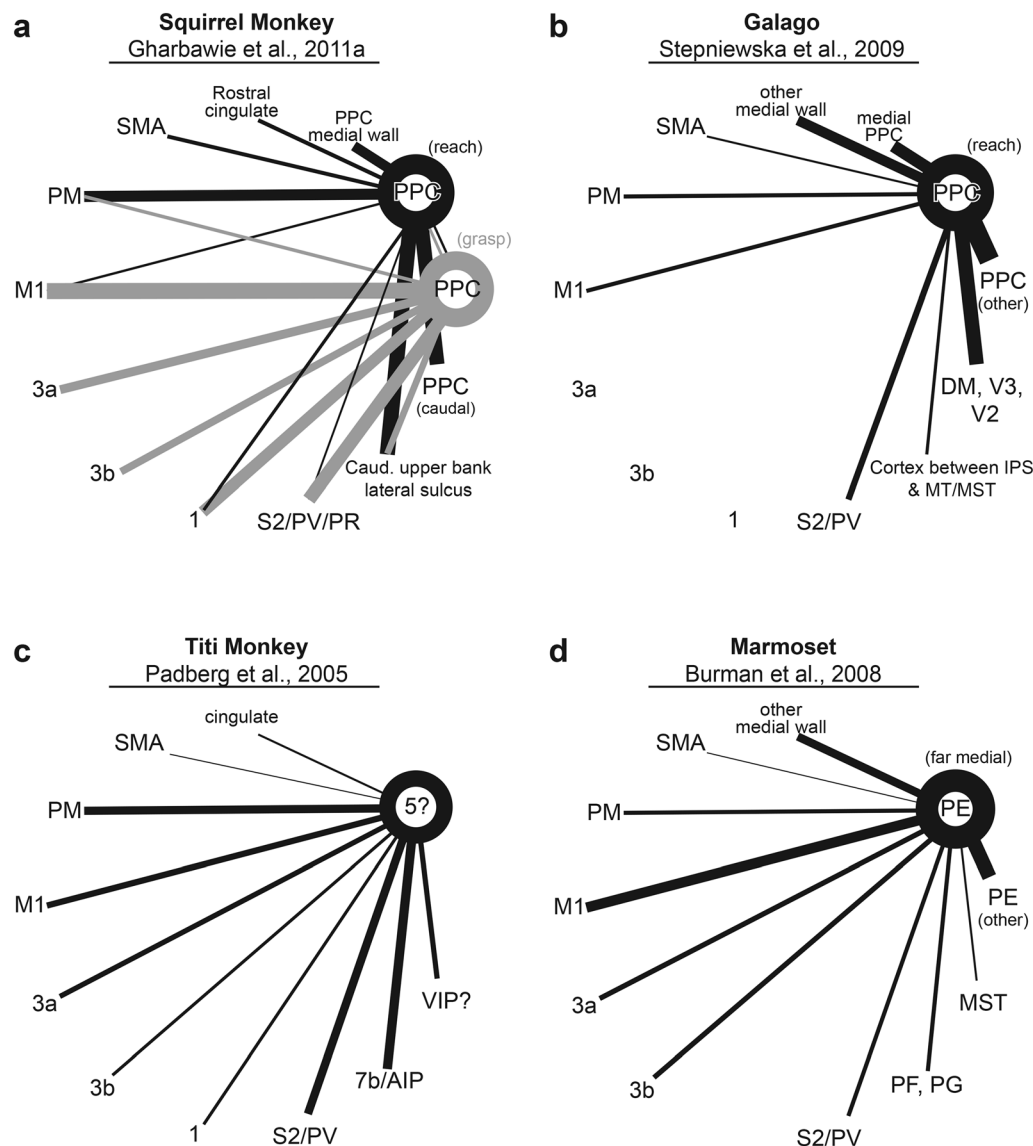 a
Squirrel Monkey
Gharbawie et al., 2011a
Rostral
cingulate
SMA
PPC
medial wall
(reach)
PPC
PM
(grasp)
PPC
M1
3a
PPC
(caudal)
3b
Caud. upper bank
lateral sulcus
1
S2/PV/PR
b
Galago
Stepniewska et al., 2009
other
medial wall
SMA
medial
PPC
(reach)
PPC
PM
M1
PPC
(other)
3a
DM, V3,
V2
3b
Cortex between IPS
& MT/MST
1
S2/PV
c
Titi Monkey
Padberg et al., 2005
cingulate
SMA
5?
PM
M1
3a
VIP?
3b
7b/AIP
1
S2/PV
d
Marmoset
Burman et al., 2008
other
medial wall
SMA
(far medial)
PE
PM
M1
PE
(other)
3a
MST
3b
PF, PG
S2/PV